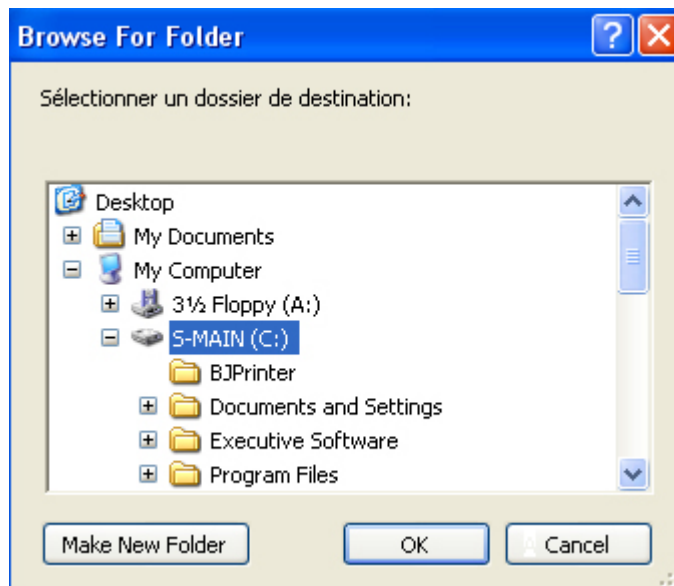 Browse For Folder
Sélectionner un dossier de destination:
Desktop
My Documents
My Computer
3½ Floppy (A:)
S-MAIN (C:)
BJPrinter
Documents and Settings
Executive Software
Program Files
Make New Folder OK Cancel